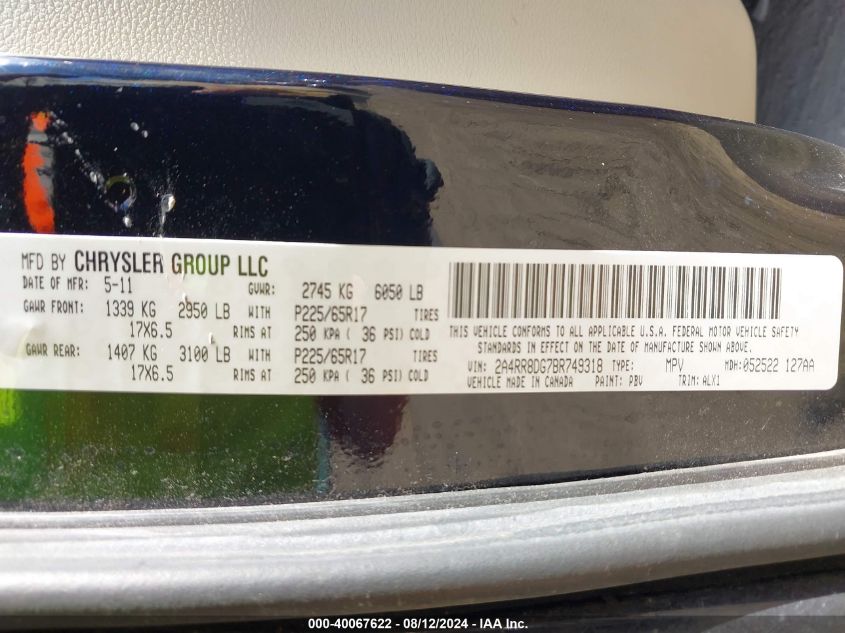 MFD BY CHRYSLER GROUP LLC
DATE OF MFR: 5-11 GVWR: 2745 KG 6050 LB
GAWR FRONT: 1339 KG 2950 LB WITH P225/65R17 TIRES
17X6.5 RIMS AT 250 KPA ( 36 PSI) COLD
GAWR REAR: 1407 KG 3100 LB WITH P225/65R17 TIRES
17X6.5 RIMS AT 250 KPA ( 36 PSI) COLD
THIS VEHICLE CONFORMS TO ALL APPLICABLE U.S.A. FEDERAL MOTOR VEHICLE SAFETY
STANDARDS IN EFFECT ON THE DATE OF MANUFACTURE SHOWN ABOVE.
VIN: 2A4RR8DG7BR749318 TYPE: MPV MDH: 052522 127AA
VEHICLE MADE IN CANADA PAINT: PBV TRIM: ALX1
000-40067622 - 08/12/2024 - IAA Inc.